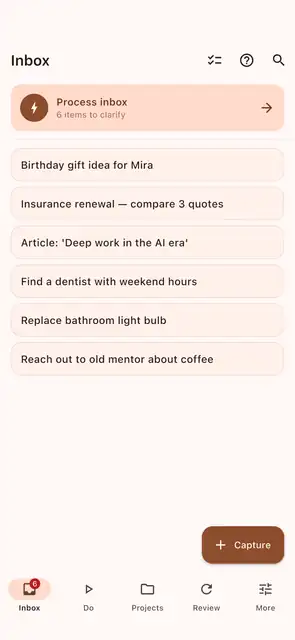 Inbox
Process inbox
6 items to clarify
Birthday gift idea for Mira
Insurance renewal — compare 3 quotes
Article: 'Deep work in the AI era'
Find a dentist with weekend hours
Replace bathroom light bulb
Reach out to old mentor about coffee
+ Capture
6
Inbox
Do
Projects
Review
More